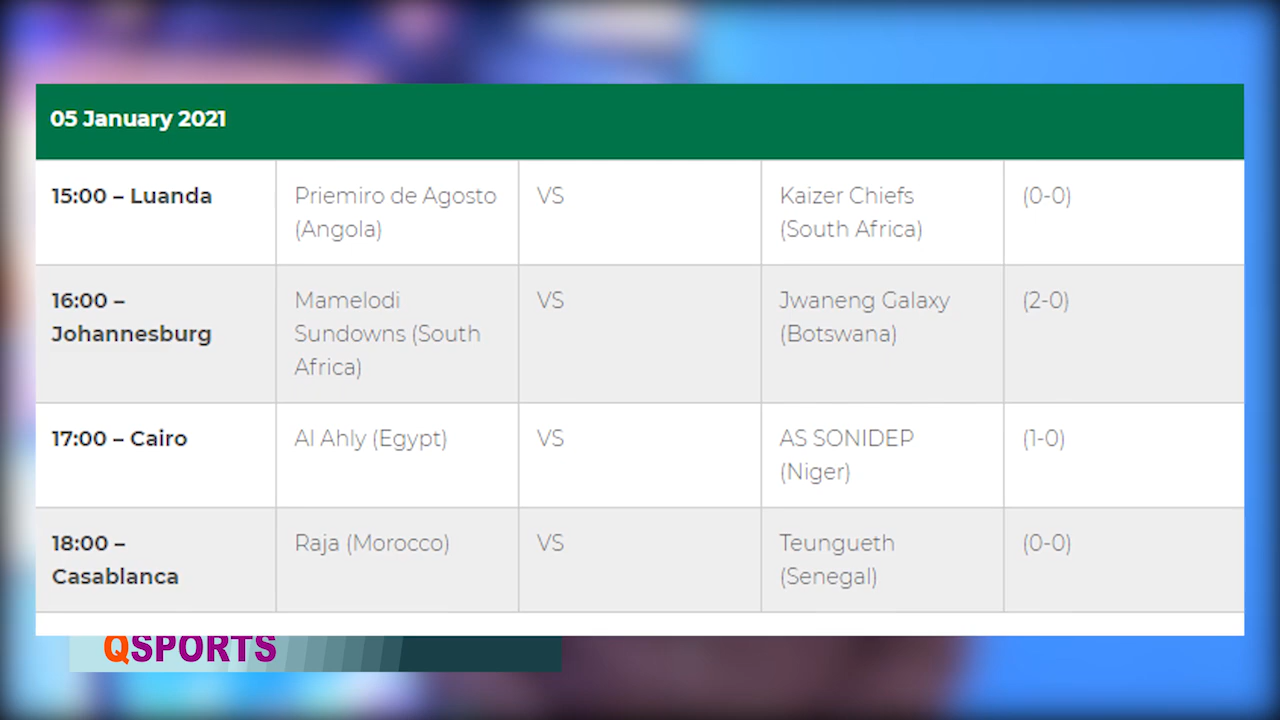 05 January 2021
15:00 – Luanda
Priemiro de Agosto
(Angola)
VS
Kaizer Chiefs
(South Africa)
(0-0)
16:00 –
Johannesburg
Mamelodi
Sundowns (South
Africa)
VS
Jwaneng Galaxy
(Botswana)
(2-0)
17:00 – Cairo
Al Ahly (Egypt)
VS
AS SONIDEP
(Niger)
(1-0)
18:00 –
Casablanca
Raja (Morocco)
VS
Teungueth
(Senegal)
(0-0)
QSPORTS